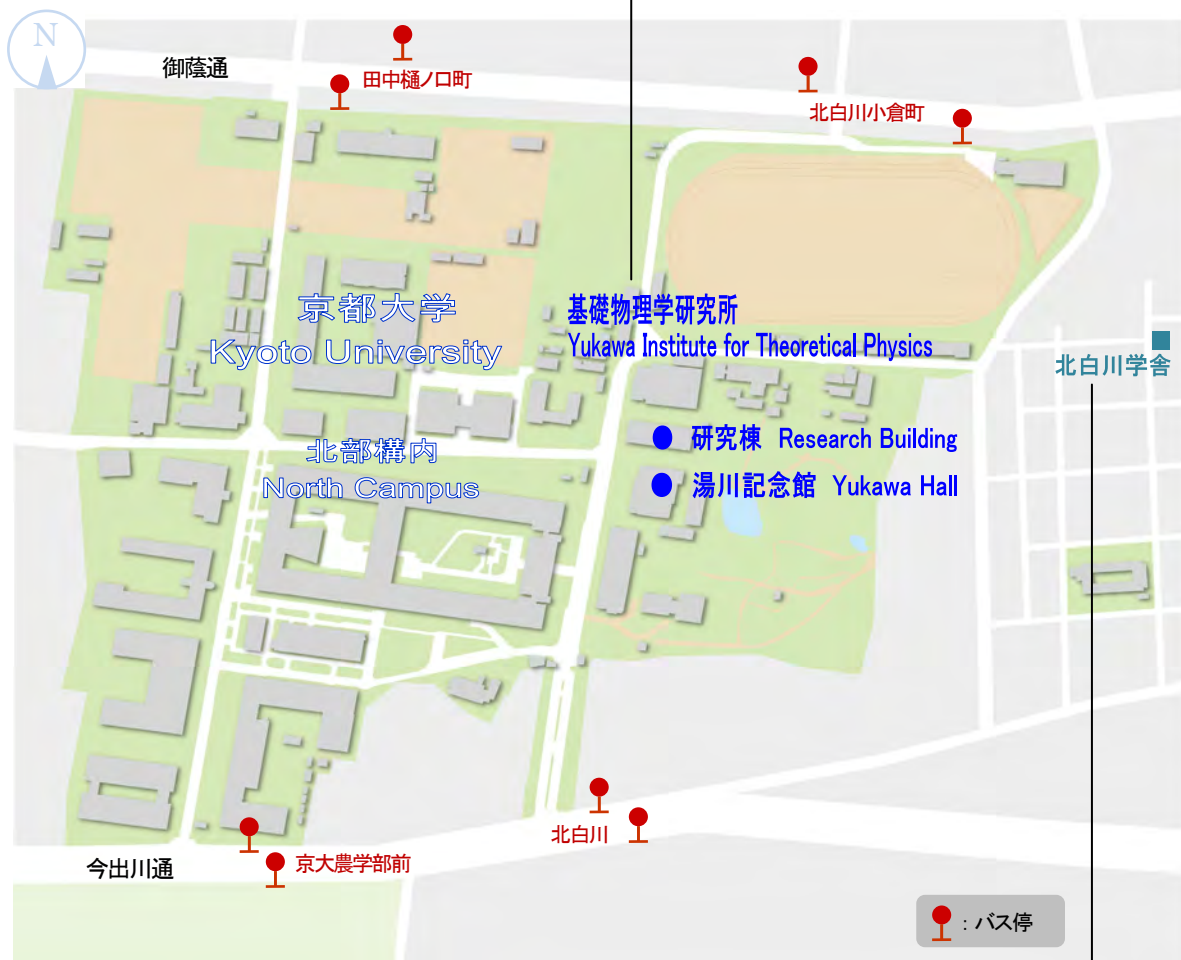 N
御蔭通
田中樋ノ口町
北白川小倉町
京都大学
Kyoto University
基礎物理学研究所
Yukawa Institute for Theoretical Physics
北白川学舎
北部構内
North Campus
研究棟 Research Building
湯川記念館 Yukawa Hall
北白川
今出川通
京大農学部前
：バス停